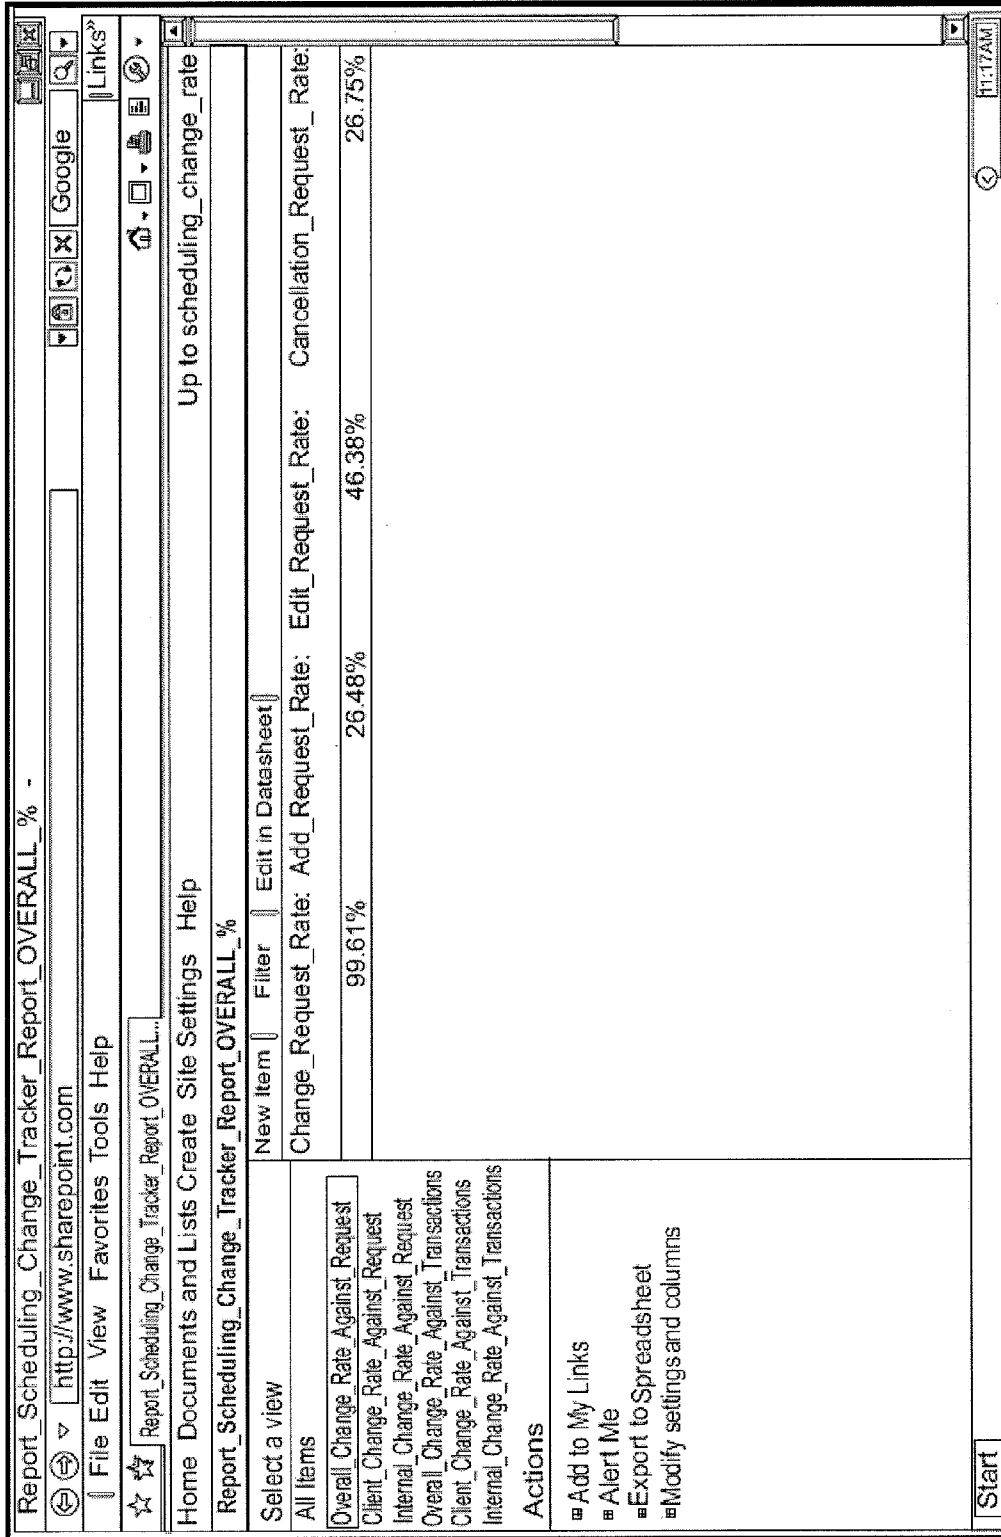 Report_Scheduling_Change_Tracker_Report_OVERALL_% -
http://www.sharepoint.com
Google
File Edit View Favorites Tools Help
Links»
Report_Scheduling_Change_Tracker_Report_OVERALL...
Home Documents and Lists Create Site Settings Help
Up to scheduling_change_rate
Report_Scheduling_Change_Tracker_Report_OVERALL_%
Select a view
New Item Filter Edit in Datasheet
All Items
Change_Request_Rate: Add_Request_Rate: Edit_Request_Rate: Cancellation_Request_Rate:
99.61% 26.48% 46.38% 26.75%
Overall_Change_Rate_Against_Request
Client_Change_Rate_Against_Request
Internal_Change_Rate_Against_Request
Overall_Change_Rate_Against_Transactions
Client_Change_Rate_Against_Transactions
Internal_Change_Rate_Against_Transactions
Actions
Add to My Links
Alert Me
Export to Spreadsheet
Modify settings and columns
Start
11:17AM